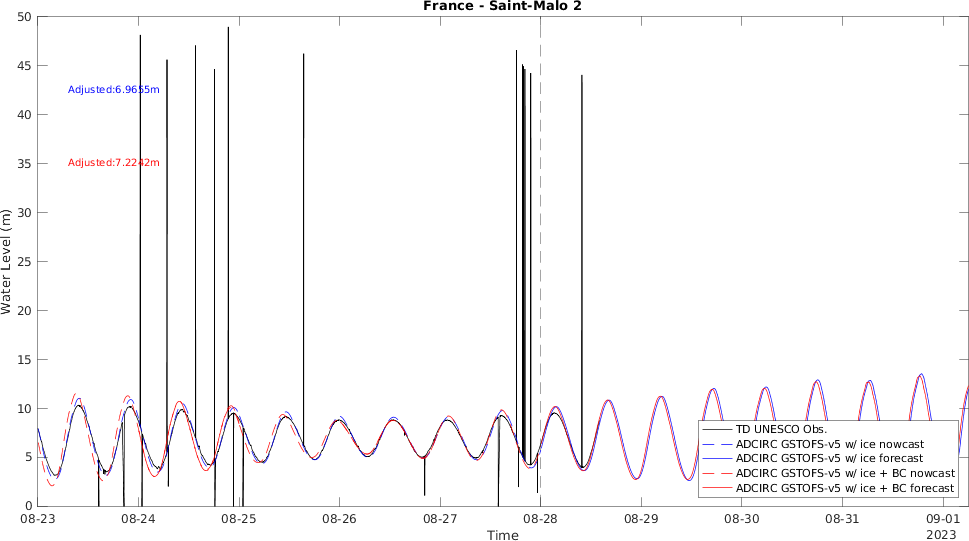 France - Saint-Malo 2
50
45
40
35
30
25
20
15
10
5
0
Water Level (m)
Adjusted:6.9655m
Adjusted:7.2242m
TD UNESCO Obs.
ADCIRC GSTOFS-v5 w/ ice nowcast
ADCIRC GSTOFS-v5 w/ ice forecast
ADCIRC GSTOFS-v5 w/ ice + BC nowcast
ADCIRC GSTOFS-v5 w/ ice + BC forecast
08-23 08-24 08-25 08-26 08-27 08-28 08-29 08-30 08-31 09-01
Time
2023